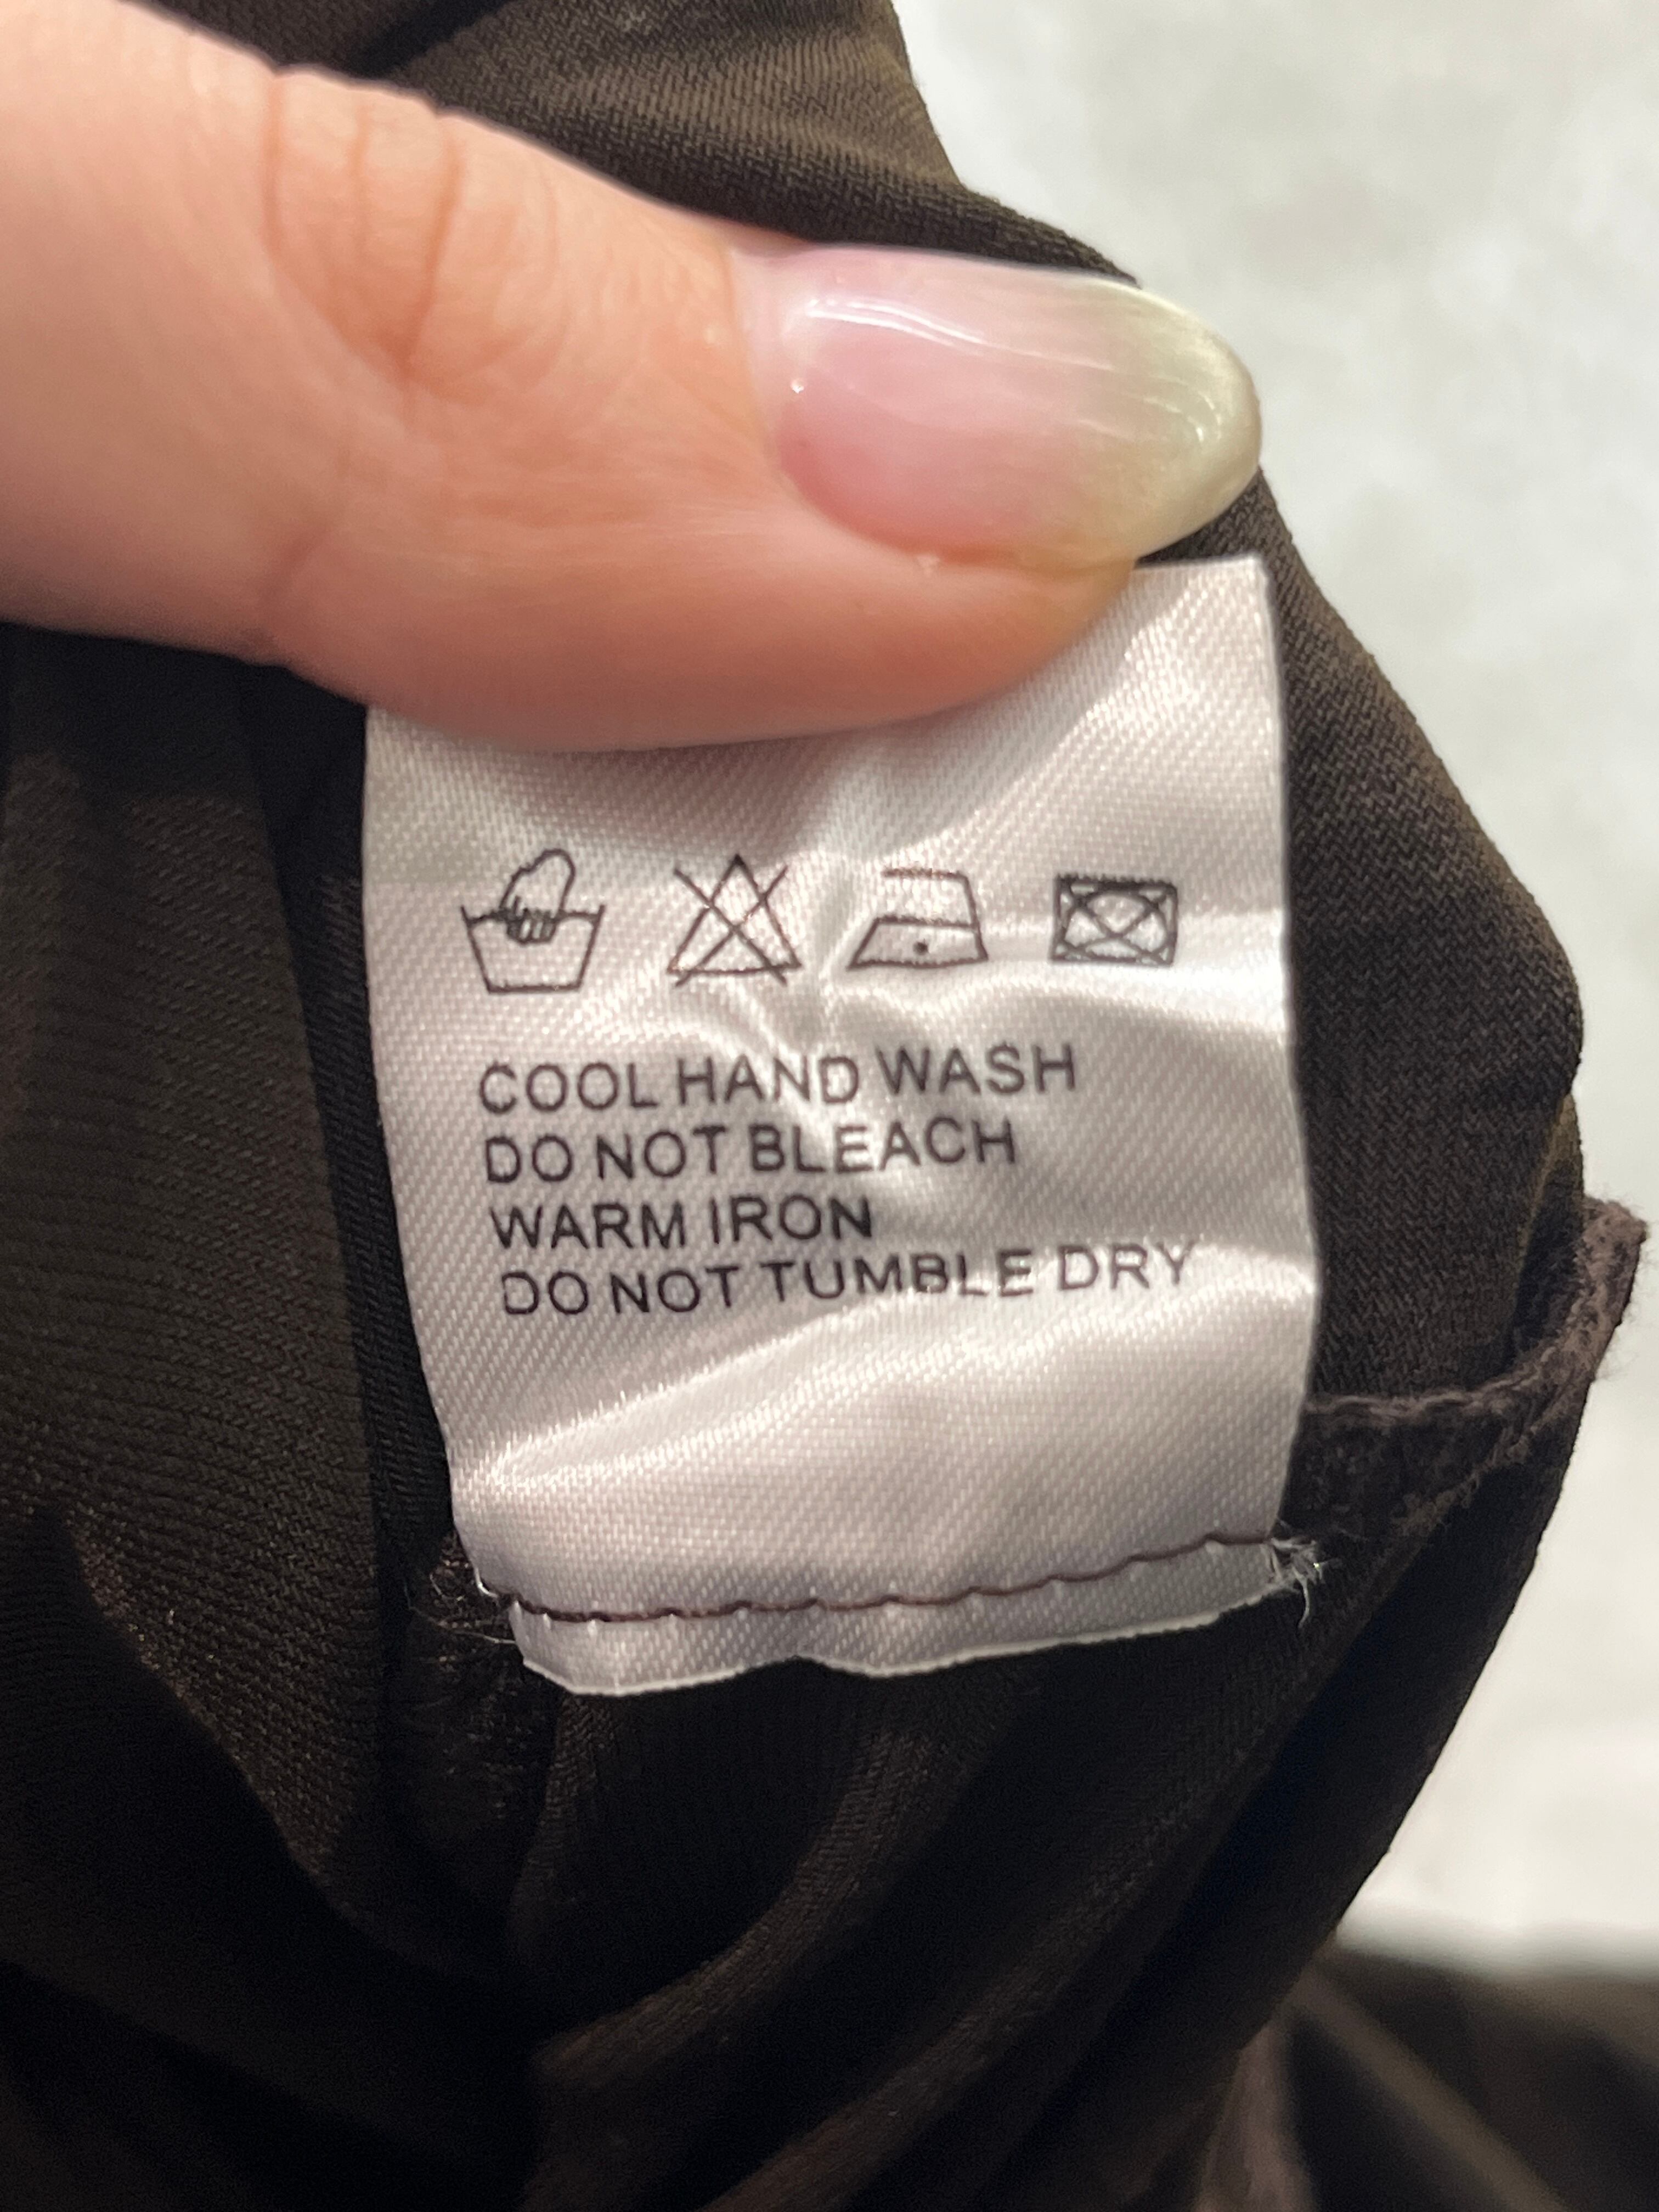 COOL HAND WASH
DO NOT BLEACH
WARM IRON
DO NOT TUMBLE DRY